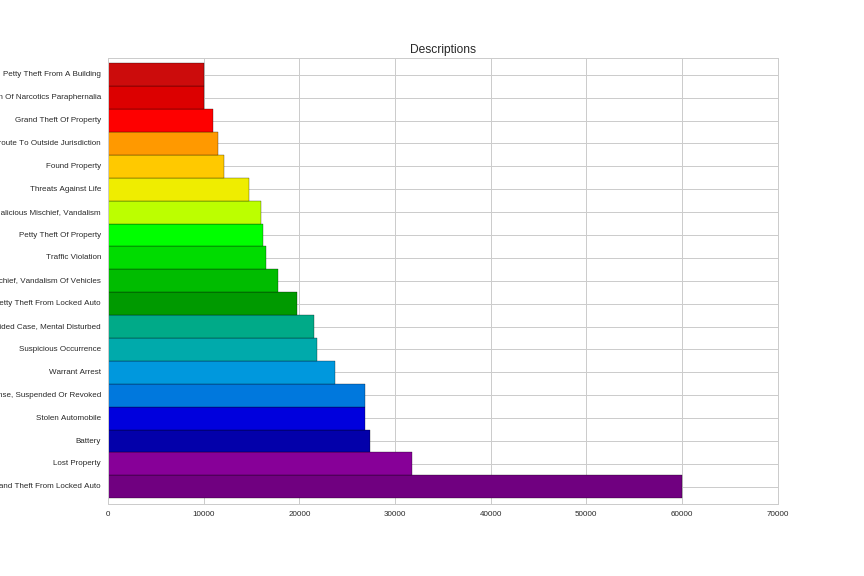 Descriptions
Petty Theft From A Building
Of Narcotics Paraphernalia
Grand Theft Of Property
route To Outside Jurisdiction
Found Property
Threats Against Life
alicious Mischief, Vandalism
Petty Theft Of Property
Traffic Violation
chief, Vandalism Of Vehicles
etty Theft From Locked Auto
ided Case, Mental Disturbed
Suspicious Occurrence
Warrant Arrest
nse, Suspended Or Revoked
Stolen Automobile
Battery
Lost Property
and Theft From Locked Auto
0 10000 20000 30000 40000 50000 60000 70000